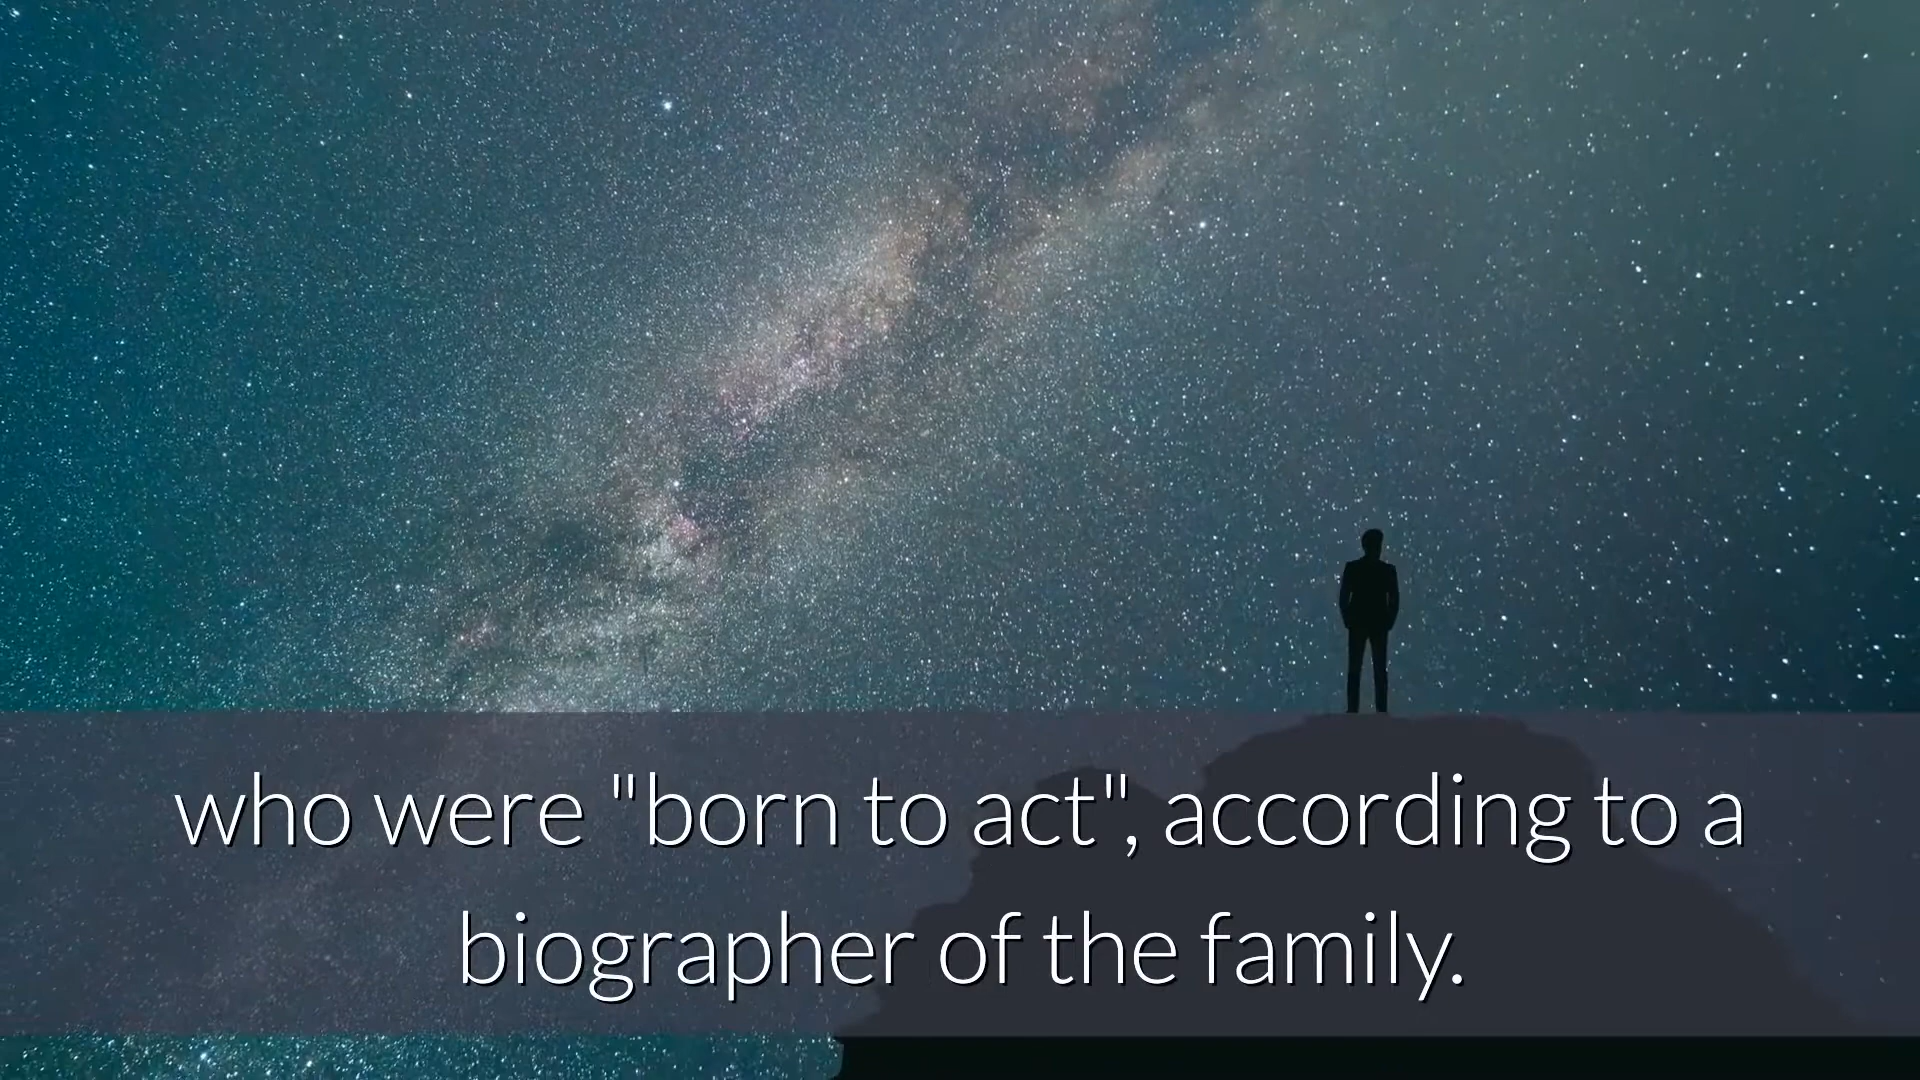 who were "born to act", according to a
biographer of the family.